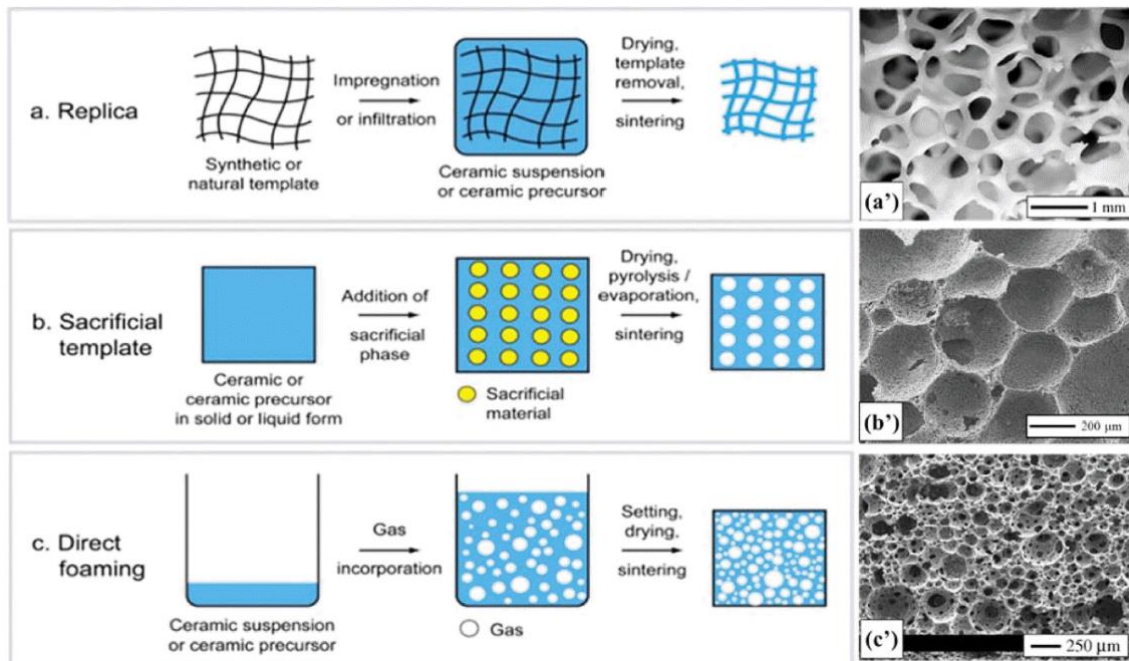 a. Replica
Synthetic or
natural template
Impregnation
or infiltration
Ceramic suspension
or ceramic precursor
Drying,
template
removal,
sintering
(a')
1 mm
b. Sacrificial
template
Ceramic or
ceramic precursor
in solid or liquid form
Addition of
sacrificial
phase
Sacrificial
material
Drying,
pyrolysis /
evaporation,
sintering
(b')
200 μm
c. Direct
foaming
Ceramic suspension
or ceramic precursor
Gas
incorporation
Gas
Setting,
drying,
sintering
(c')
250 μm